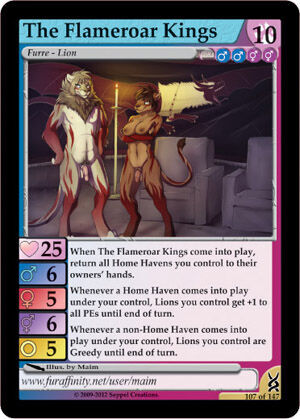 The Flameroar Kings 10
Furre - Lion
25 When The Flameroar Kings come into play,
return all Home Havens you control to their
6 owners' hands.
5 Whenever a Home Haven comes into play
under your control, Lions you control get +1 to
all PEs until end of turn.
6 Whenever a non-Home Haven comes into
play under your control, Lions you control are
5 Greedy until end of turn.
Illus. by Maim
www.furaffinity.net/user/maim
107 of 147
© 2009-2012 Seppel Creations.